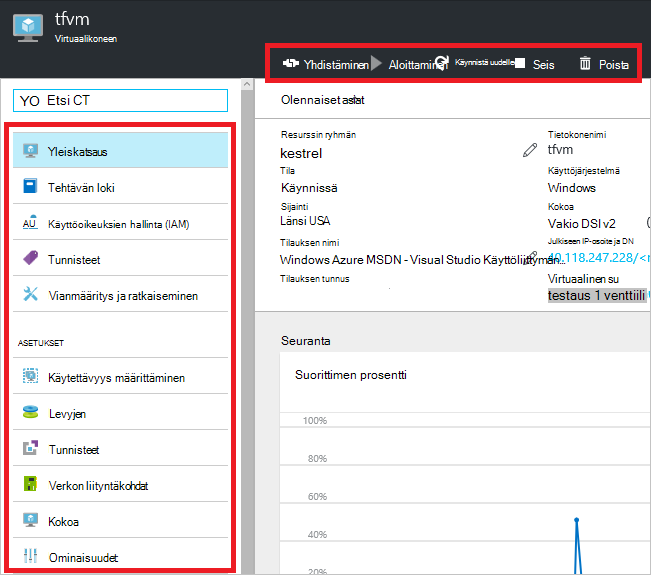 tfvm
Virtuaalikoneen
Yhdistäminen Aloittaminen Käynnistä uudelleen Seis Poista
YO Etsi CT
Yleiskatsaus
Tehtävän loki
Käyttöoikeuksien hallinta (IAM)
Tunnisteet
Vianmääritys ja ratkaiseminen
ASETUKSET
Käytettävyys määrittäminen
Levyjen
Tunnisteet
Verkon liityntäkohdat
Kokoa
Ominaisuudet
Olennaiset
Resurssin ryhmän
kestrel
Tila
Käynnissä
Sijainti
Länsi USA
Tilauksen nimi
Windows Azure MSDN - Visual Studio Käyttöliittymän...
Tilauksen tunnus
Tietokonenimi
tfvm
Käyttöjärjestelmä
Windows
Kokoa
Vakio DSI v2
Julkiseen IP-osoite ja DN
40.118.247.228/<n
Virtuaalinen su
testaus 1 venttiili
Seuranta
Suorittimen prosentti
100%
80%
60%
40%
20%